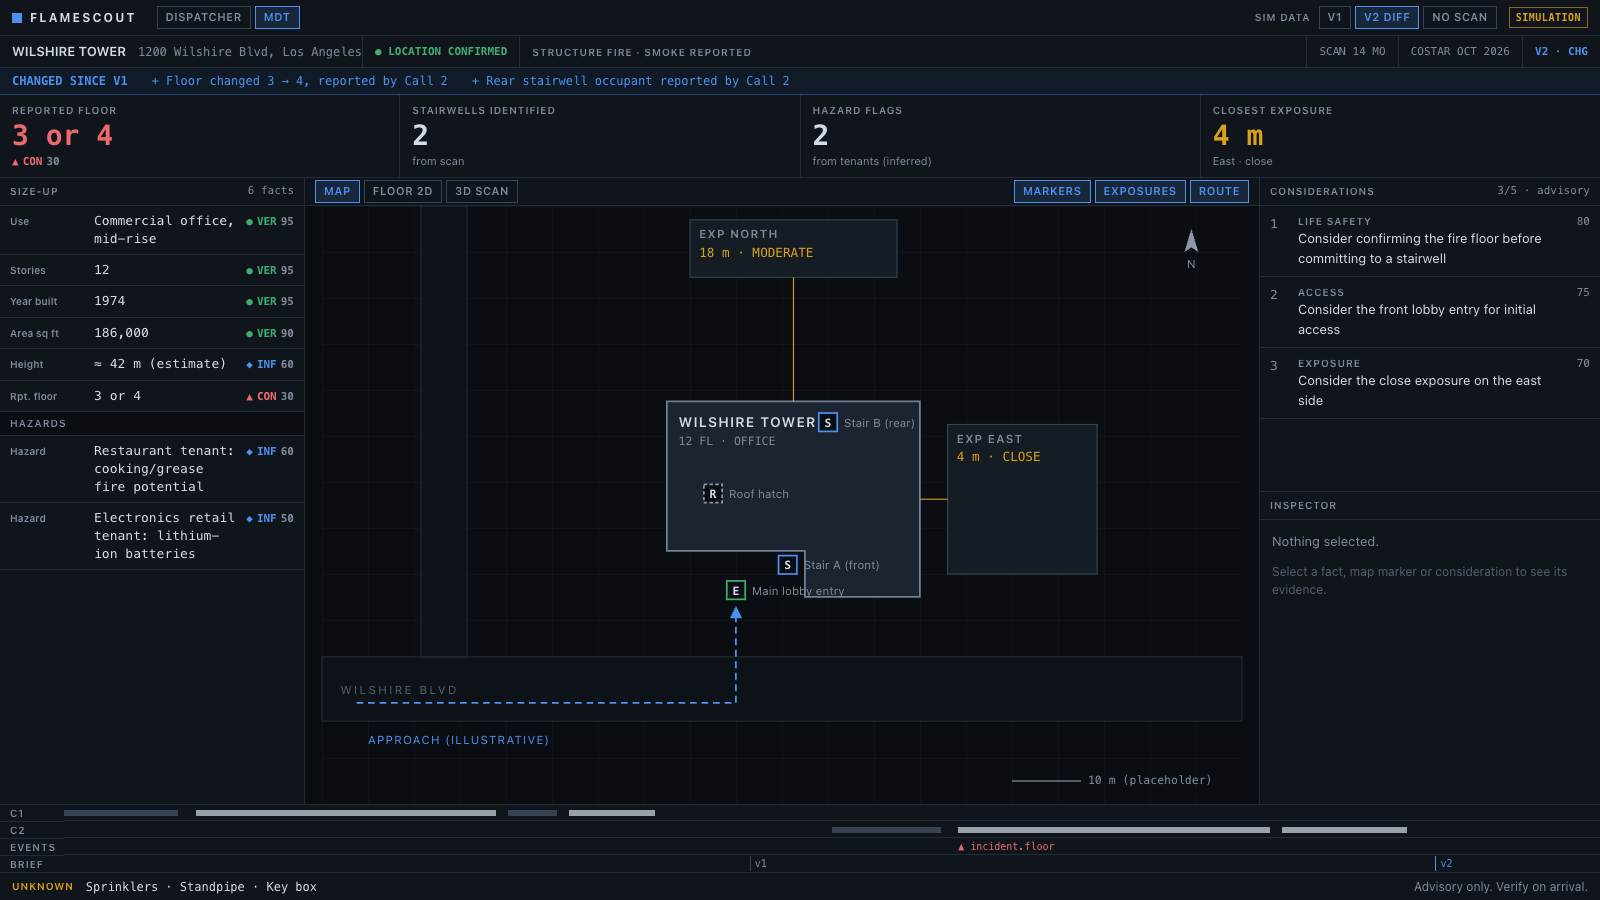 FLAMESCOUT
DISPATCHER
MDT
SIM DATA
V1
V2 DIFF
NO SCAN
SIMULATION
WILSHIRE TOWER
1200 Wilshire Blvd, Los Angeles
● LOCATION CONFIRMED
STRUCTURE FIRE · SMOKE REPORTED
SCAN 14 MO
COSTAR OCT 2026
V2 · CHG
CHANGED SINCE V1
+ Floor changed 3 → 4, reported by Call 2
+ Rear stairwell occupant reported by Call 2
REPORTED FLOOR
3 or 4
▲ CON 30
STAIRWELLS IDENTIFIED
2
from scan
HAZARD FLAGS
2
from tenants (inferred)
CLOSEST EXPOSURE
4 m
East · close
SIZE-UP
6 facts
Use
Commercial office,
mid-rise
● VER 95
Stories
12
● VER 95
Year built
1974
● VER 95
Area sq ft
186,000
● VER 90
Height
≈ 42 m (estimate)
◆ INF 60
Rpt. floor
3 or 4
▲ CON 30
HAZARDS
Hazard
Restaurant tenant:
cooking/grease
fire potential
◆ INF 60
Hazard
Electronics retail
tenant: lithium-
ion batteries
◆ INF 50
MAP
FLOOR 2D
3D SCAN
MARKERS
EXPOSURES
ROUTE
EXP NORTH
18 m · MODERATE
N
WILSHIRE TOWER
12 FL · OFFICE
S
Stair B (rear)
EXP EAST
4 m · CLOSE
R
Roof hatch
S
Stair A (front)
E
Main lobby entry
WILSHIRE BLVD
APPROACH (ILLUSTRATIVE)
10 m (placeholder)
CONSIDERATIONS
3/5 · advisory
1
LIFE SAFETY
80
Consider confirming the fire floor before
committing to a stairwell
2
ACCESS
75
Consider the front lobby entry for initial
access
3
EXPOSURE
70
Consider the close exposure on the east
side
INSPECTOR
Nothing selected.
Select a fact, map marker or consideration to see its
evidence.
C1
C2
EVENTS
▲ incident.floor
BRIEF
v1
v2
UNKNOWN
Sprinklers · Standpipe · Key box
Advisory only. Verify on arrival.